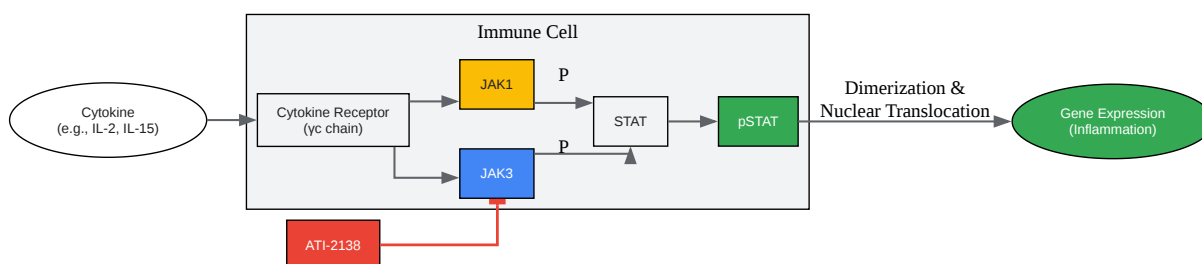 Immune Cell
Cytokine
(e.g., IL-2, IL-15)
Cytokine Receptor
(γc chain)
JAK1
P
JAK3
P
STAT
pSTAT
Dimerization &
Nuclear Translocation
Gene Expression
(Inflammation)
ATI-2138